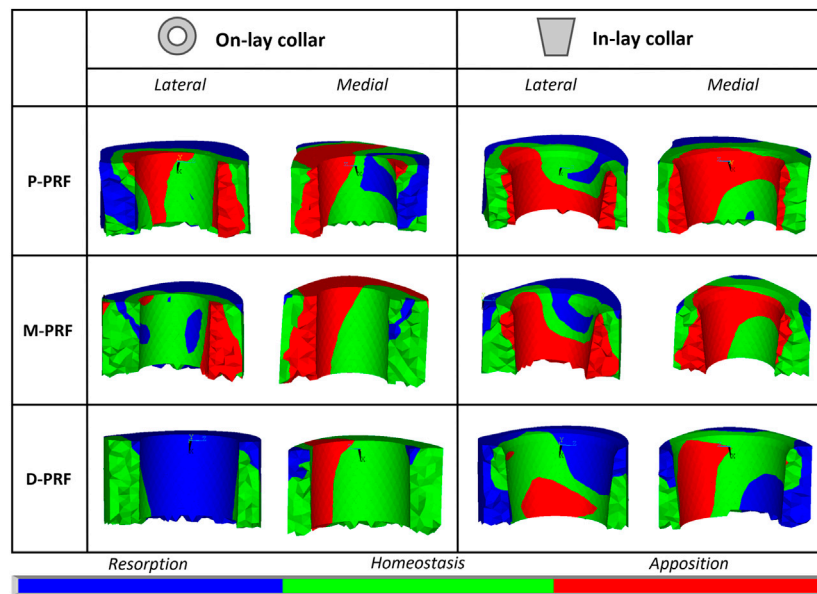 On-lay collar In-lay collar
Lateral Medial Lateral Medial
P-PRF
M-PRF
D-PRF
Resorption Homeostasis Apposition